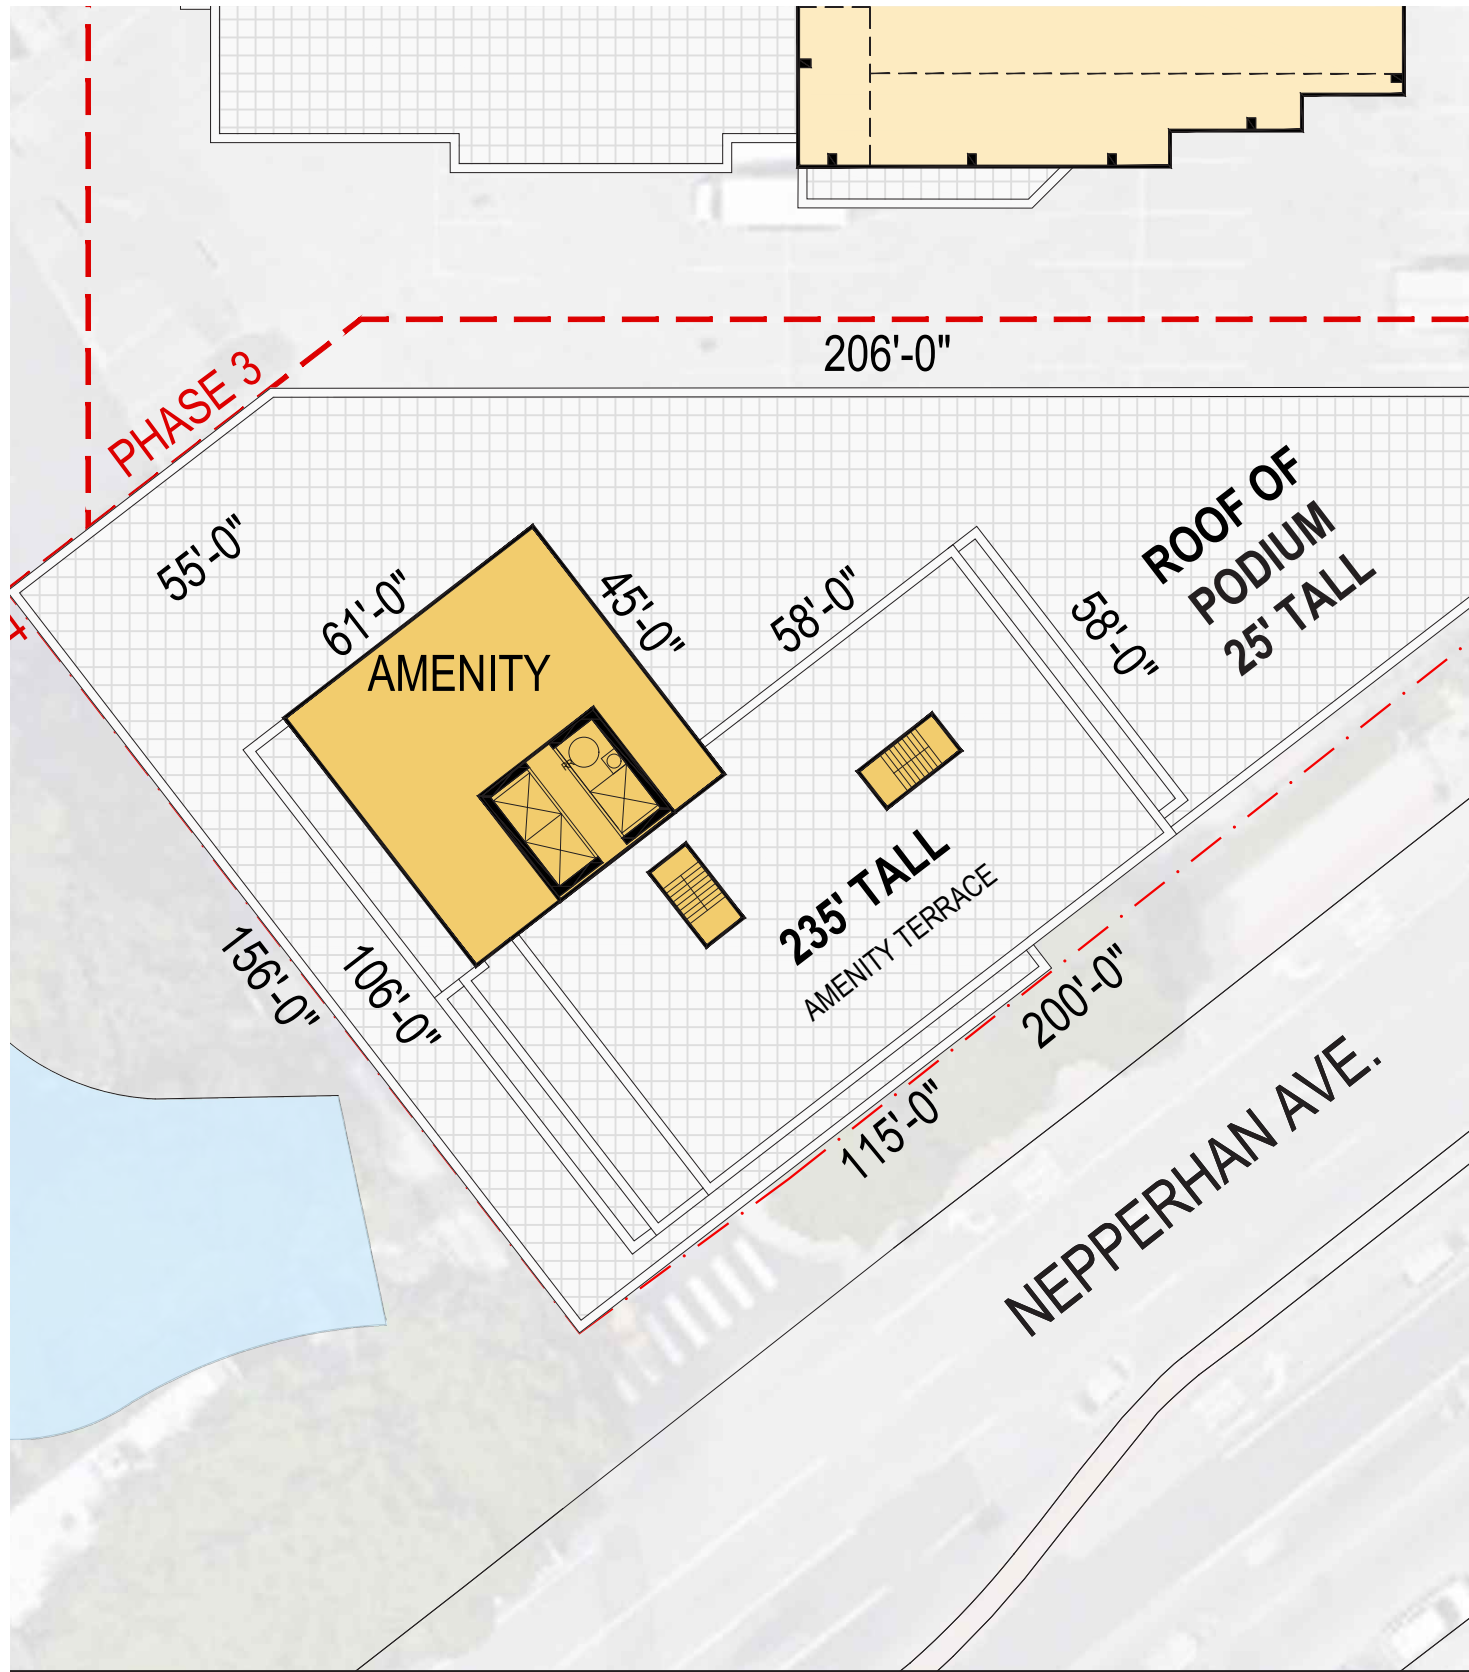 206'-0"
PHASE 3
55'-0"
61'-0"
45'-0"
AMENITY
58'-0"
58'-0"
ROOF OF
PODIUM
25' TALL
235' TALL
AMENITY TERRACE
156'-0"
106'-0"
200'-0"
115'-0"
NEPPERHAN AVE.